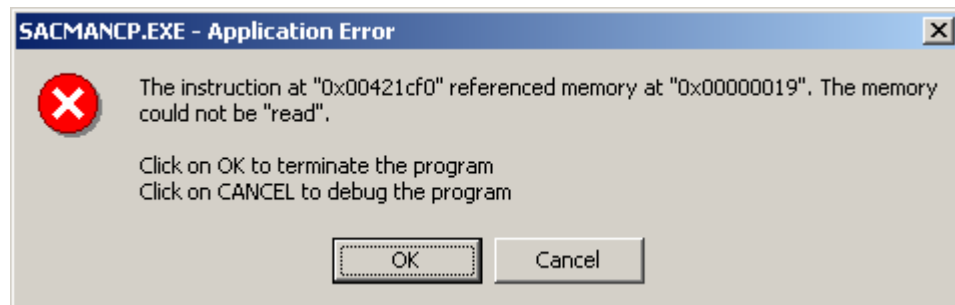 SACMANCP.EXE - Application Error
The instruction at "0x00421cf0" referenced memory at "0x00000019". The memory
could not be "read".
Click on OK to terminate the program
Click on CANCEL to debug the program
OK
Cancel